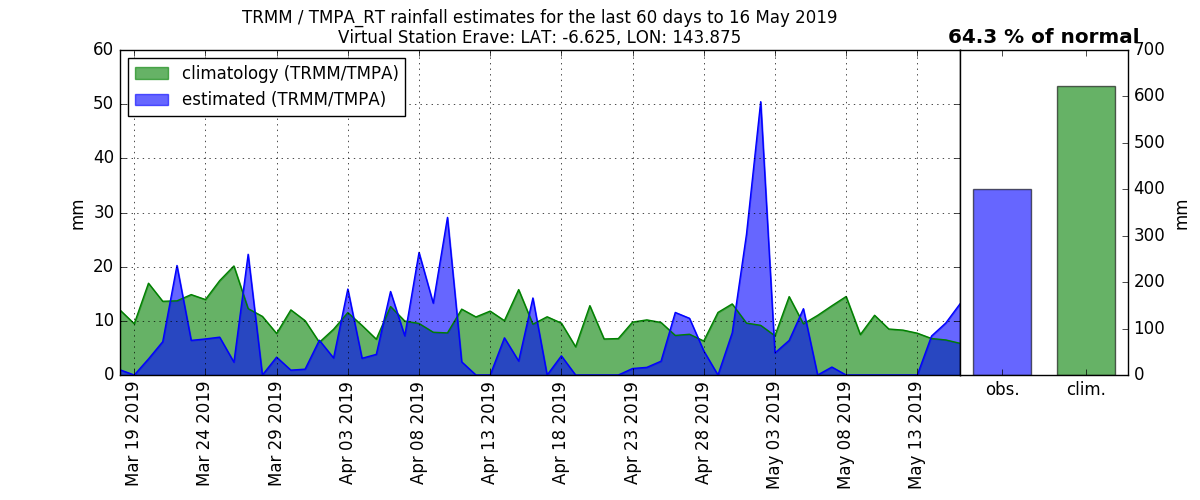 TRMM / TMPA_RT rainfall estimates for the last 60 days to 16 May 2019
Virtual Station Erave: LAT: -6.625, LON: 143.875
64.3 % of normal
climatology (TRMM/TMPA)
estimated (TRMM/TMPA)
mm
60
50
40
30
20
10
0
Mar 19 2019
Mar 24 2019
Mar 29 2019
Apr 03 2019
Apr 08 2019
Apr 13 2019
Apr 18 2019
Apr 23 2019
Apr 28 2019
May 03 2019
May 08 2019
May 13 2019
obs.
clim.
700
600
500
400
300
200
100
0
mm